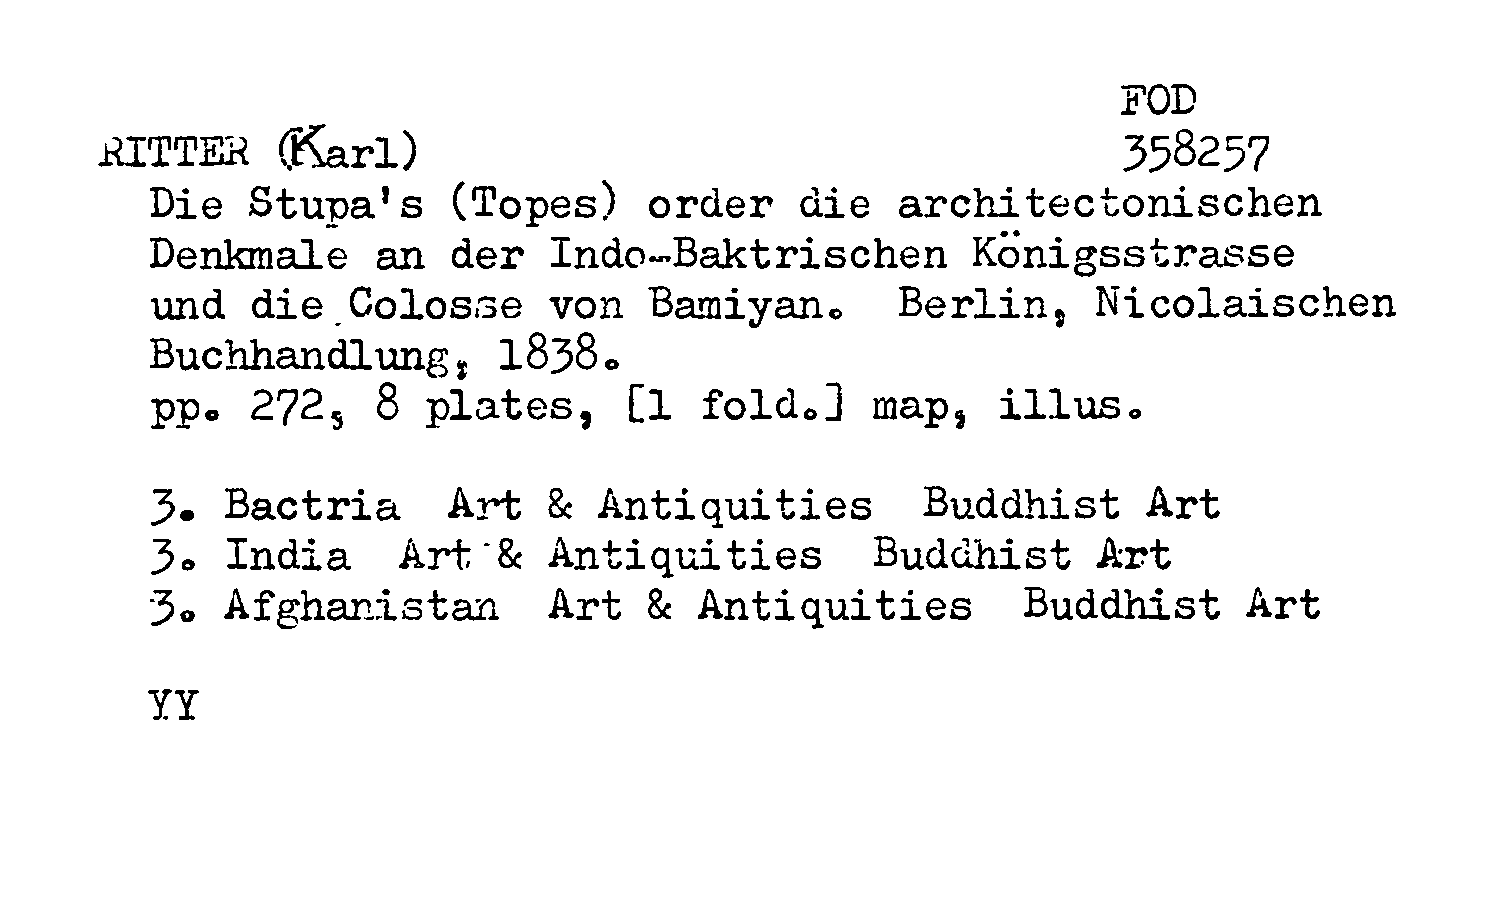 FOD
RITTER (Karl) 358257
Die Stupa's (Topes) order die architectonischen
Denkmale an der Indo-Baktrischen Königsstrasse
und die Colosse von Bamiyan. Berlin, Nicolaischen
Buchhandlung, 1838.
pp. 272, 8 plates, [1 fold.] map, illus.
3. Bactria Art & Antiquities Buddhist Art
3. India Art & Antiquities Buddhist Art
3. Afghanistan Art & Antiquities Buddhist Art
YY